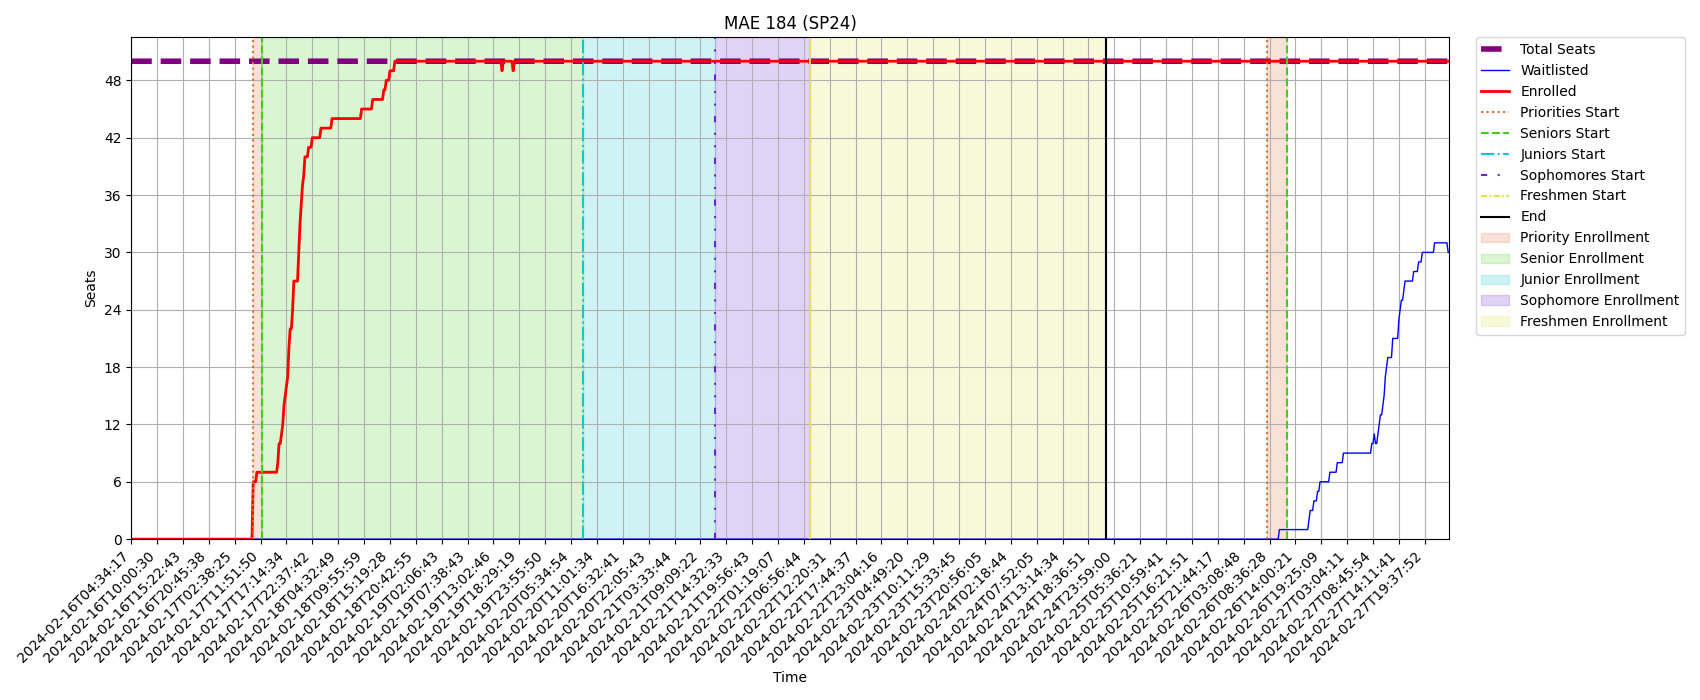 MAE 184 (SP24)
Total Seats
Waitlisted
Enrolled
Priorities Start
Seniors Start
Juniors Start
Sophomores Start
Freshmen Start
End
Priority Enrollment
Senior Enrollment
Junior Enrollment
Sophomore Enrollment
Freshmen Enrollment
Seats
48
42
36
30
24
18
12
6
0
2024-02-16T04:34:17
2024-02-16T10:00:30
2024-02-16T15:22:43
2024-02-16T20:45:38
2024-02-17T02:38:25
2024-02-17T11:51:50
2024-02-17T17:14:34
2024-02-17T22:37:42
2024-02-18T04:32:49
2024-02-18T09:55:59
2024-02-18T15:19:28
2024-02-18T20:42:55
2024-02-19T02:06:43
2024-02-19T07:38:43
2024-02-19T13:02:46
2024-02-19T18:29:19
2024-02-19T23:55:50
2024-02-20T05:34:54
2024-02-20T11:01:34
2024-02-20T16:32:41
2024-02-20T22:05:43
2024-02-21T03:33:44
2024-02-21T09:09:22
2024-02-21T14:32:33
2024-02-21T19:56:43
2024-02-22T01:19:07
2024-02-22T06:56:44
2024-02-22T12:20:31
2024-02-22T17:44:37
2024-02-22T23:04:16
2024-02-23T04:49:20
2024-02-23T10:11:29
2024-02-23T15:33:45
2024-02-23T20:56:05
2024-02-24T02:18:44
2024-02-24T07:52:05
2024-02-24T13:14:34
2024-02-24T18:36:51
2024-02-24T23:59:00
2024-02-25T05:36:21
2024-02-25T10:59:41
2024-02-25T16:21:51
2024-02-25T21:44:17
2024-02-26T03:08:48
2024-02-26T08:36:28
2024-02-26T14:00:21
2024-02-26T19:25:09
2024-02-27T03:04:11
2024-02-27T08:45:54
2024-02-27T14:11:41
2024-02-27T19:37:52
Time